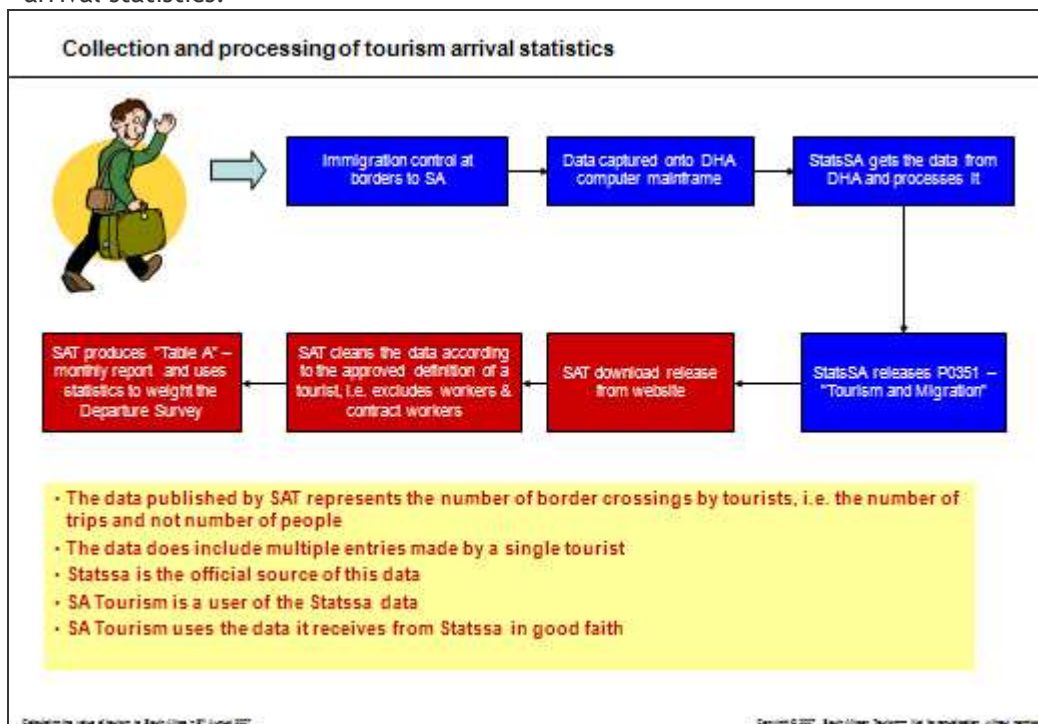 arrival statistics.
Collection and processing of tourism arrival statistics
Immigration control at
borders to SA
Data captured onto DHA
computer mainframe
StatsSA gets the data from
DHA and processes it
SAT produces "Table A" –
monthly report and uses
statistics to weight the
Departure Survey
SAT cleans the data according
to the approved definition of a
tourist, i.e. excludes workers &
contract workers
SAT download release
from website
StatsSA releases P0351 –
"Tourism and Migration"
• The data published by SAT represents the number of border crossings by tourists, i.e. the number of
trips and not number of people
• The data does include multiple entries made by a single tourist
• Statssa is the official source of this data
• SA Tourism is a user of the Statssa data
• SA Tourism uses the data it receives from Statssa in good faith